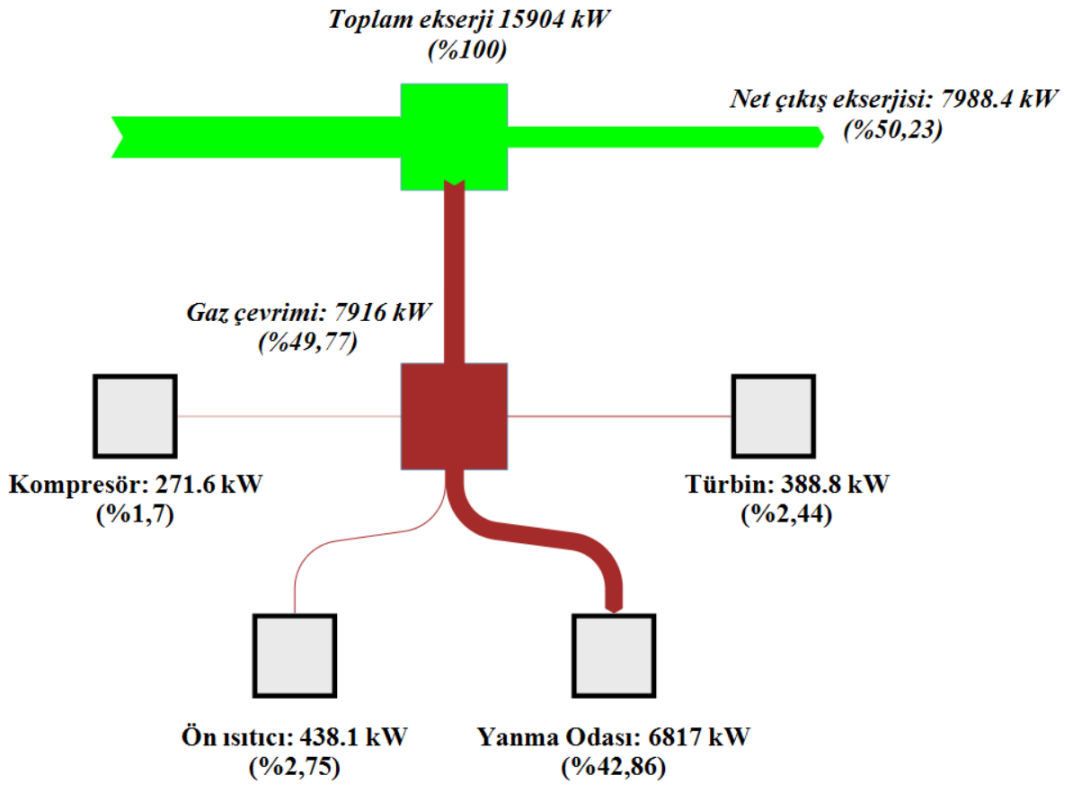 Toplam ekserji 15904 kW
(%100)
Net çıkış ekserjisi: 7988.4 kW
(%50,23)
Gaz çevrimi: 7916 kW
(%49,77)
Kompresör: 271.6 kW
(%1,7)
Türbin: 388.8 kW
(%2,44)
Ön ısıtıcı: 438.1 kW
(%2,75)
Yanma Odası: 6817 kW
(%42,86)